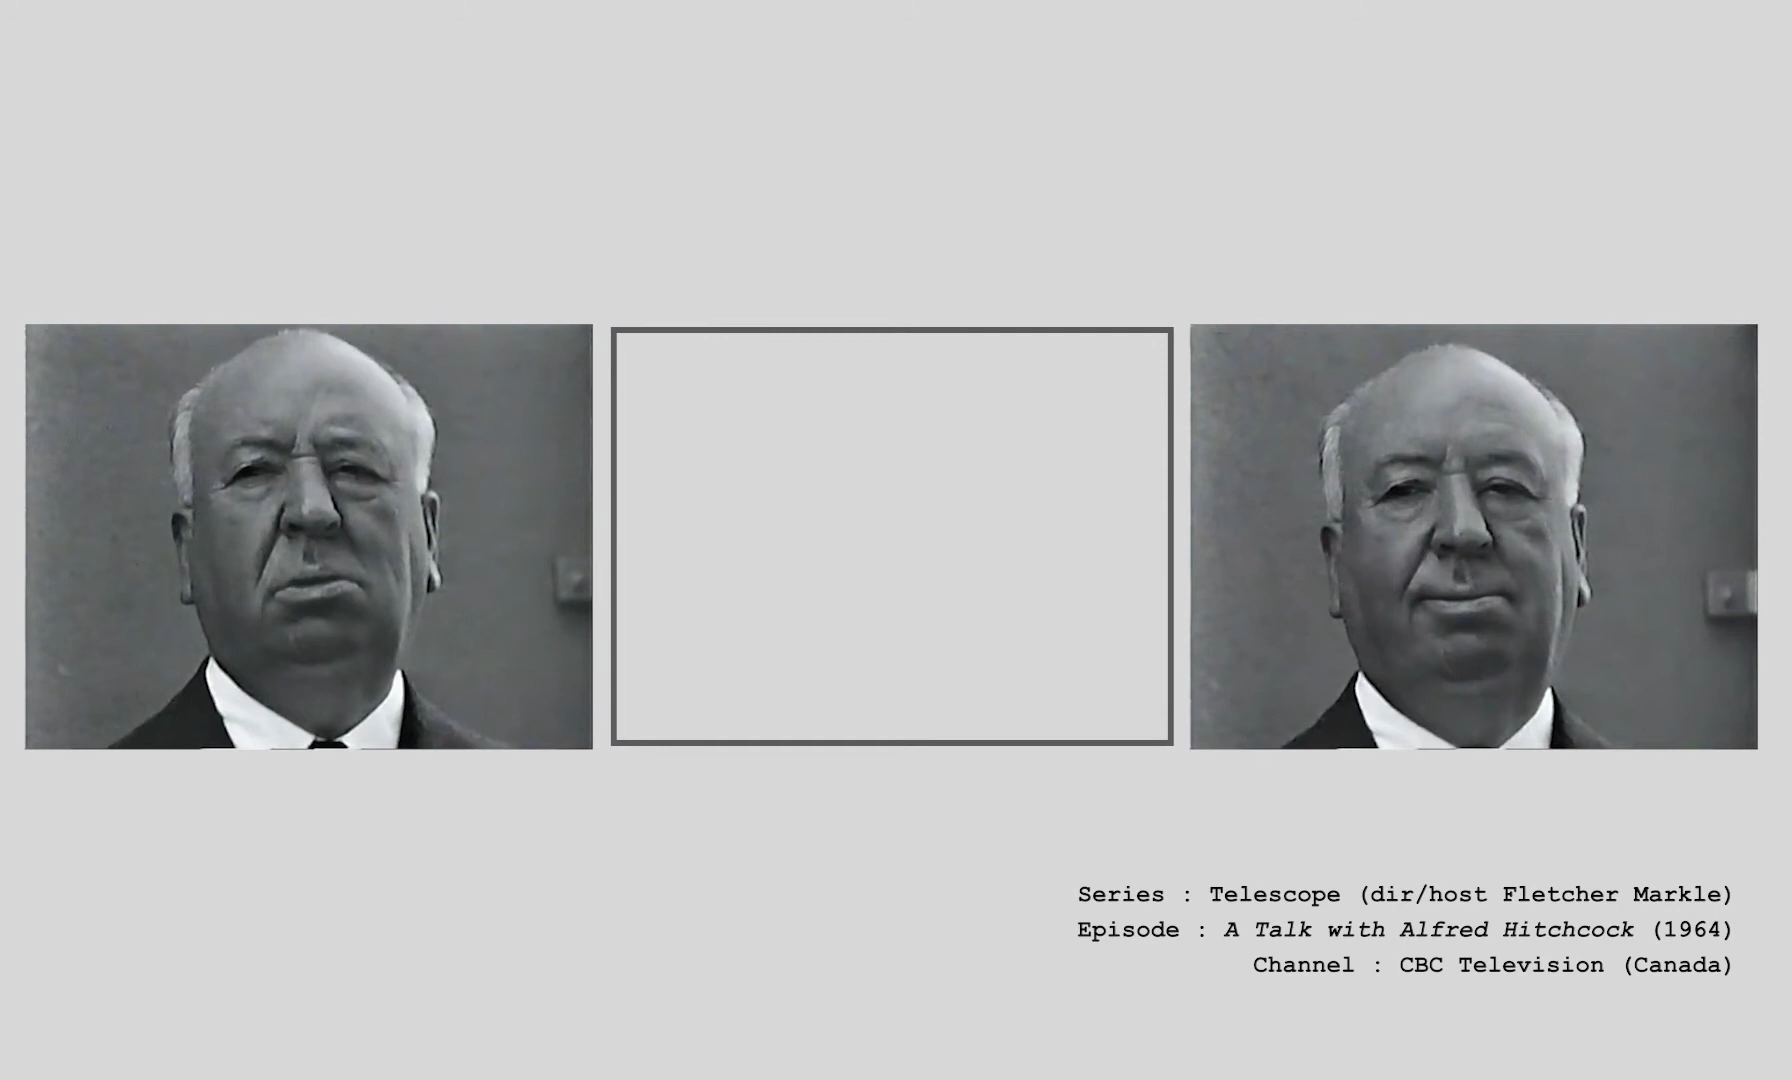 Series : Telescope (dir/host Fletcher Markle)
Episode : A Talk with Alfred Hitchcock (1964)
Channel : CBC Television (Canada)